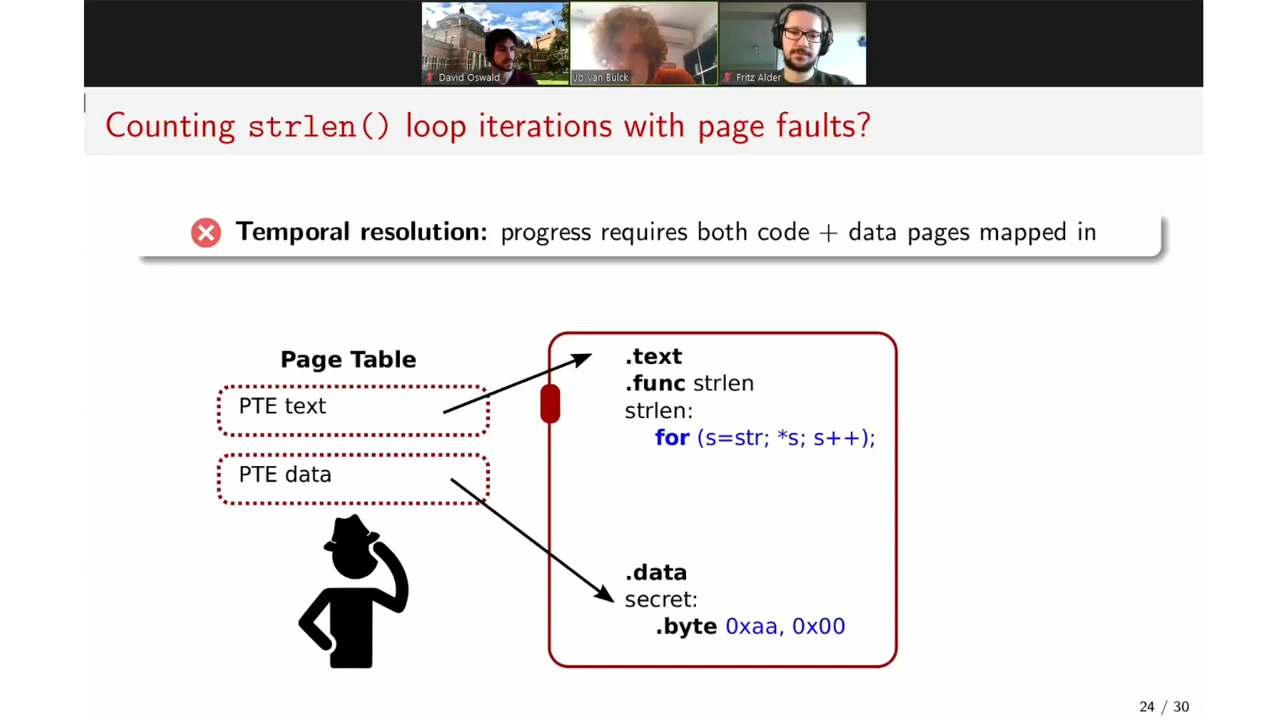 David Oswald
Jo Van Bulck
Fritz Alder
Counting strlen() loop iterations with page faults?
Temporal resolution: progress requires both code + data pages mapped in
Page Table
PTE text
PTE data
.text
.func strlen
strlen:
for (s=str; *s; s++);
.data
secret:
.byte 0xaa, 0x00
24 / 30